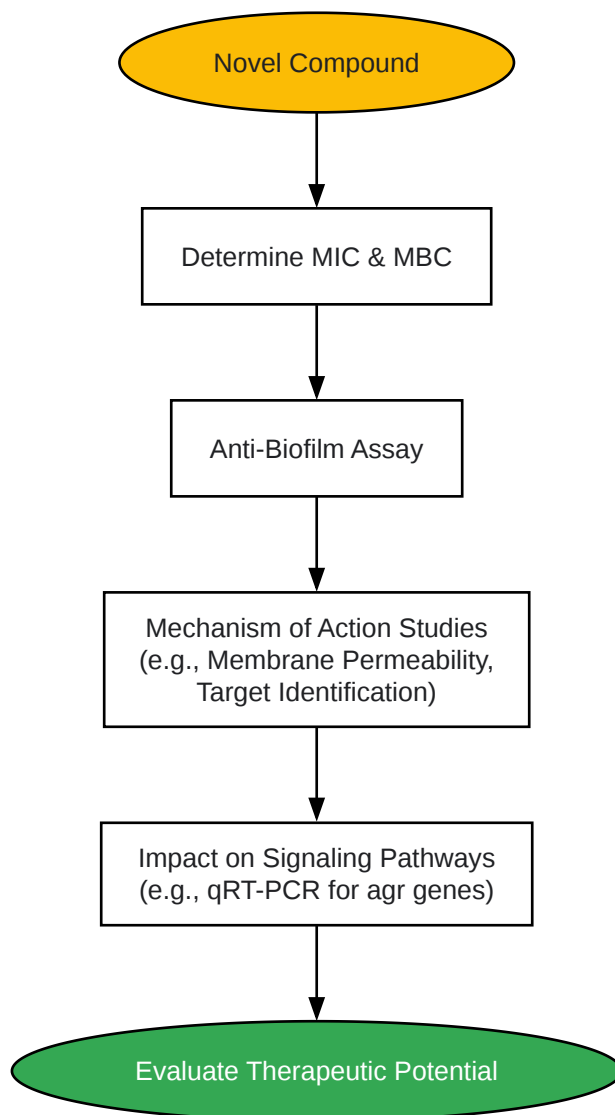 Novel Compound
Determine MIC & MBC
Anti-Biofilm Assay
Mechanism of Action Studies
(e.g., Membrane Permeability,
Target Identification)
Impact on Signaling Pathways
(e.g., qRT-PCR for agr genes)
Evaluate Therapeutic Potential